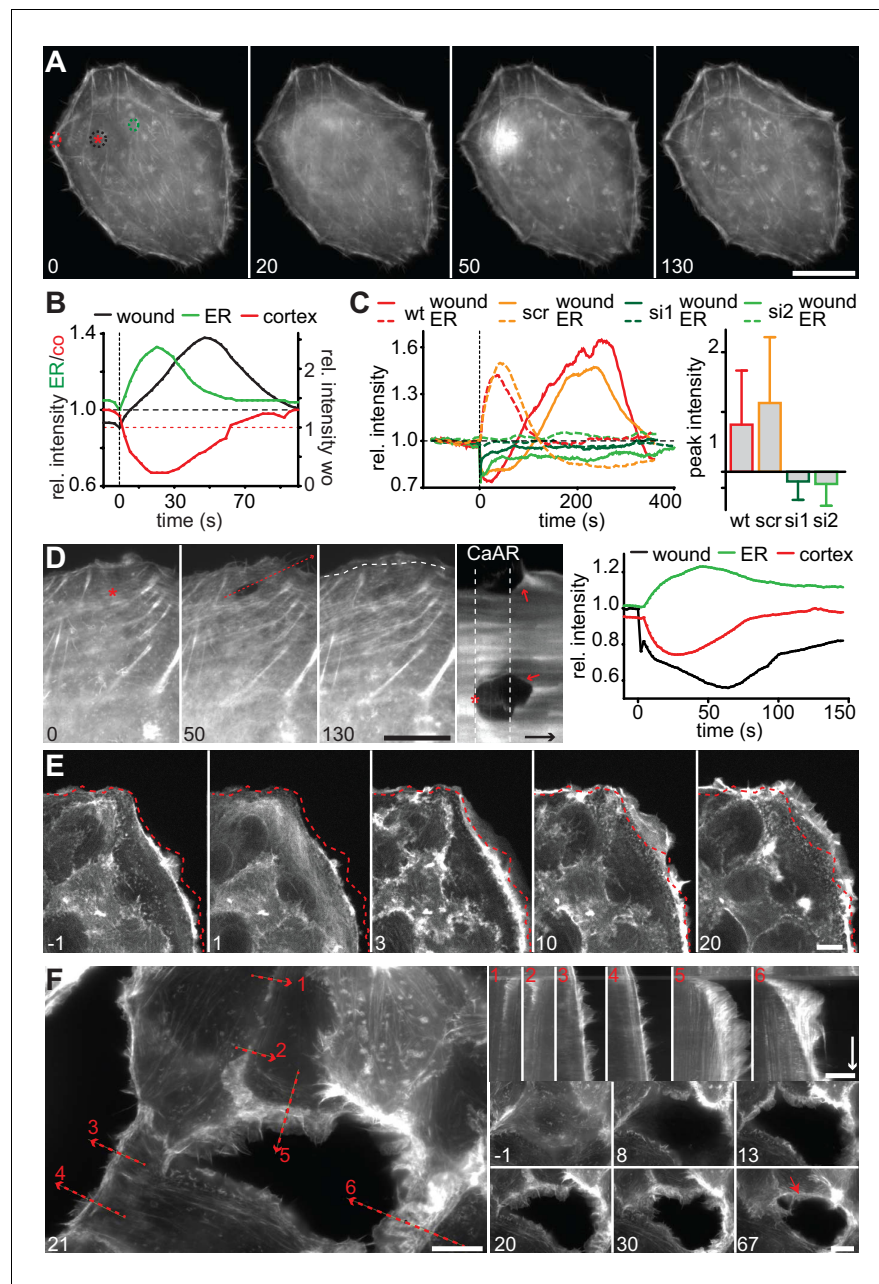 A
0
20
50
130
B
wound ER cortex
rel. intensity ER/co
1.4
1.0
0.6
2
1
0
rel. intensity wo
0 30 70
time (s)
C
wt wound ER
scr wound ER
si1 wound ER
si2 wound ER
rel. intensity
1.6
1.0
0.7
0 200 400
time (s)
peak intensity
2
1
wt scr si1 si2
D
0
50
130
CaAR
*
*
wound ER cortex
rel. intensity
1.2
1.0
0.8
0.6
0 50 100 150
time (s)
E
-1
1
3
10
20
F
1
2
3
4
5
6
21
1 2 3 4 5 6
-1
8
13
20
30
67